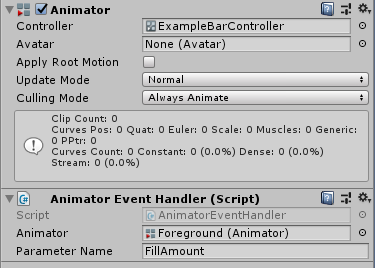 Animator
Controller ExampleBarController
Avatar None (Avatar)
Apply Root Motion
Update Mode Normal
Culling Mode Always Animate
Clip Count: 0
Curves Pos: 0 Quat: 0 Euler: 0 Scale: 0 Muscles: 0 Generic:
0 PPtr: 0
Curves Count: 0 Constant: 0 (0.0%) Dense: 0 (0.0%)
Stream: 0 (0.0%)
Animator Event Handler (Script)
Script AnimatorEventHandler
Animator Foreground (Animator)
Parameter Name FillAmount